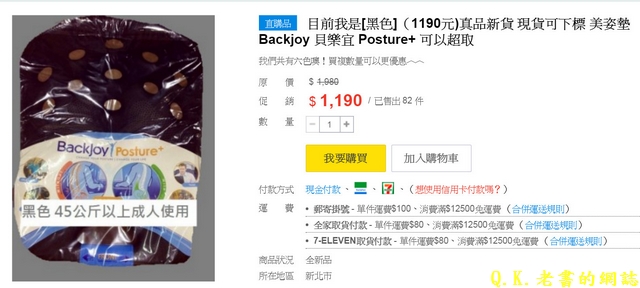 Backjoy Posture+
黑色 45公斤以上成人使用
直購品 目前我是[黑色]（1190元)真品新貨 現貨可下標 美姿墊
Backjoy 貝樂宜 Posture+ 可以超取
我們共有六色噢！買複數量可以更優惠～～
原 價 $ 1,980
促 銷 $ 1,190 / 已售出 82 件
數 量 − 1 +
我要購買 加入購物車
付款方式 現金付款、 、 、 （想使用信用卡付款嗎？）
運 費 • 郵寄掛號 - 單件運費$100、消費滿$12500免運費（合併運送規則）
• 全家取貨付款 - 單件運費$80、消費滿$12500免運費（合併運送規則）
• 7-ELEVEN取貨付款 - 單件運費$80、消費滿$12500免運費（合併運送規則）
商品狀況 全新品
所在地區 新北市
Q.K.老書的網誌